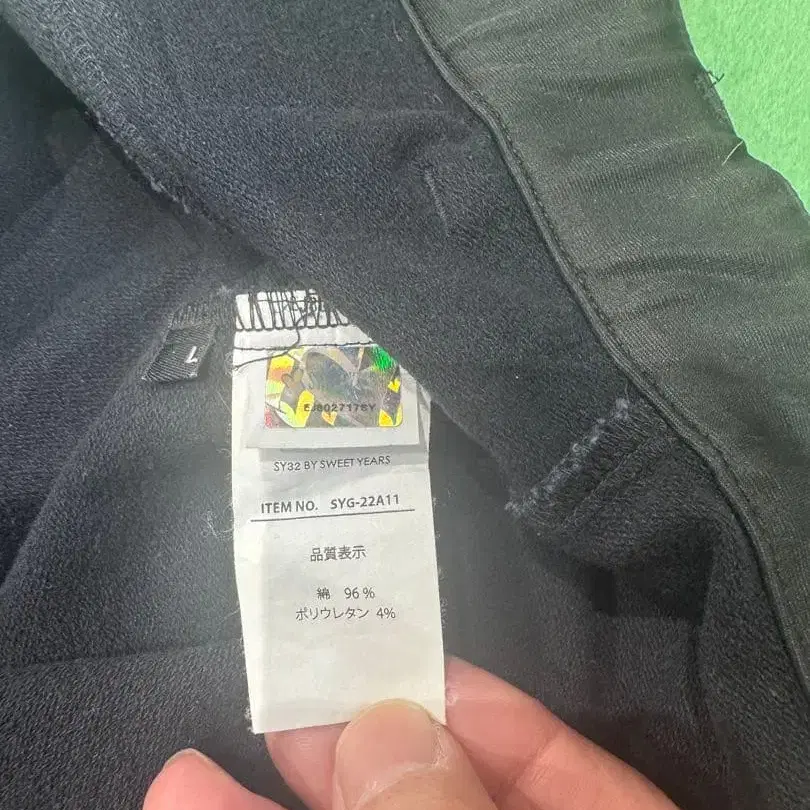 L
EJ8027176Y
SY32 BY SWEET YEARS
ITEM NO. SYG-22A11
品質表示
綿 96%
ポリウレタン 4%